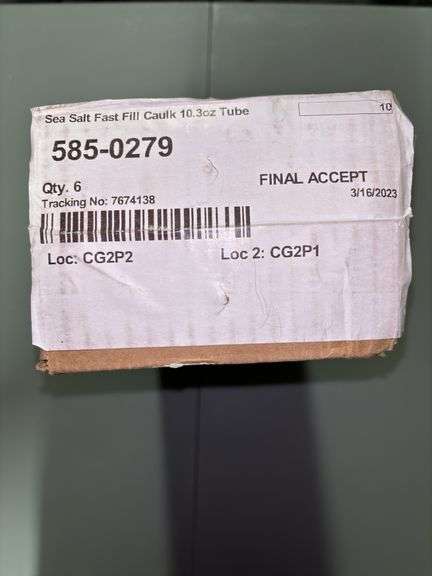 Sea Salt Fast Fill Caulk 10.3oz Tube
10
585-0279
Qty. 6
FINAL ACCEPT
Tracking No: 7674138
3/16/2023
Loc: CG2P2
Loc 2: CG2P1